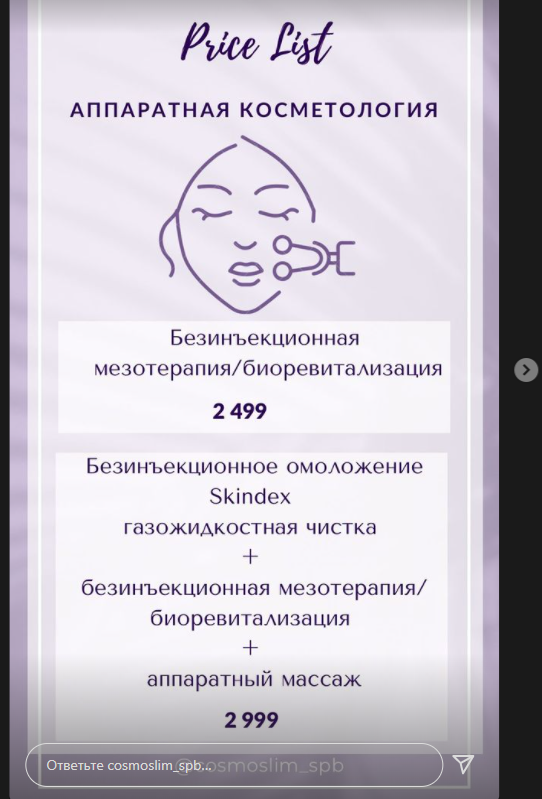 Price List
АППАРАТНАЯ КОСМЕТОЛОГИЯ
Безинъекционная
мезотерапия/биоревитализация
2 499
Безинъекционное омоложение
Skindex
газожидкостная чистка
+
безинъекционная мезотерапия/
биоревитализация
+
аппаратный массаж
2 999
@cosmoslim_spb
Ответьте cosmoslim_spb...